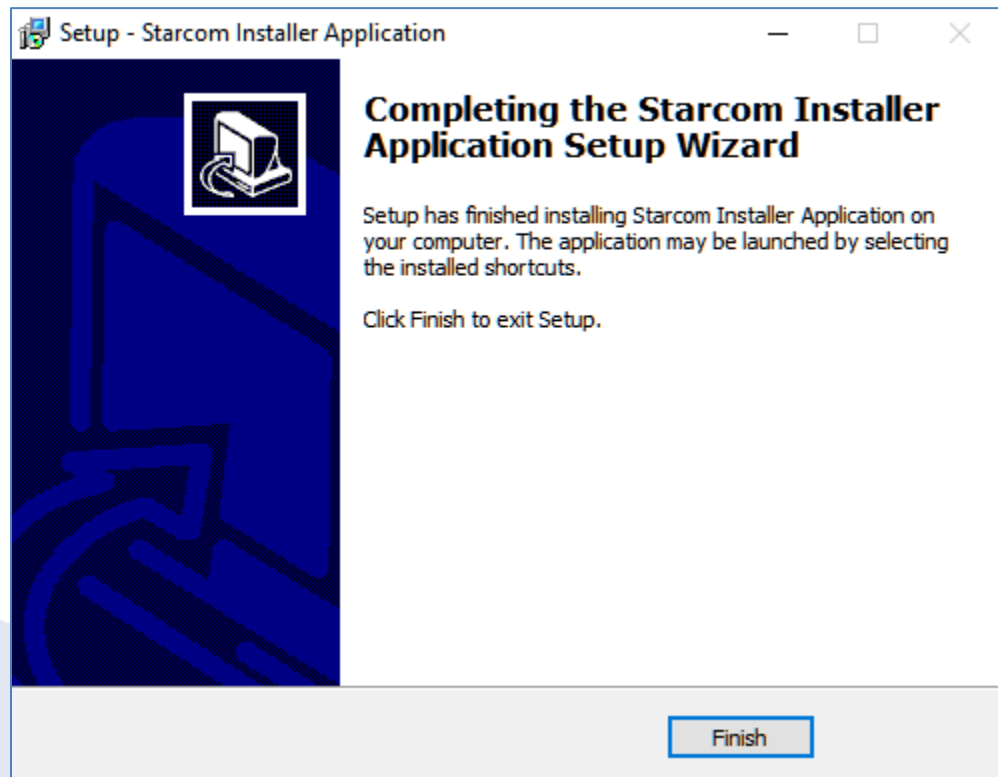 Setup - Starcom Installer Application
Completing the Starcom Installer
Application Setup Wizard
Setup has finished installing Starcom Installer Application on
your computer. The application may be launched by selecting
the installed shortcuts.
Click Finish to exit Setup.
Finish